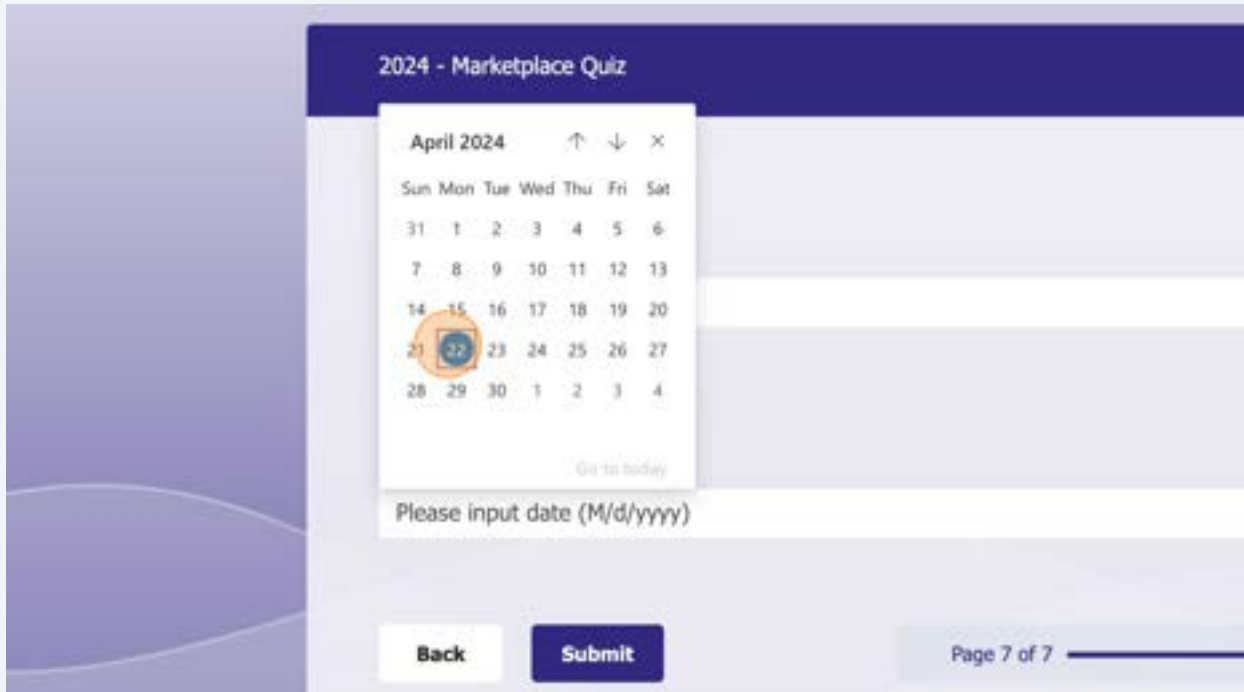 2024 - Marketplace Quiz
April 2024
Sun Mon Tue Wed Thu Fri Sat
31 1 2 3 4 5 6
7 8 9 10 11 12 13
14 15 16 17 18 19 20
21 22 23 24 25 26 27
28 29 30 1 2 3 4
Go to today
Please input date (M/d/yyyy)
Back Submit Page 7 of 7